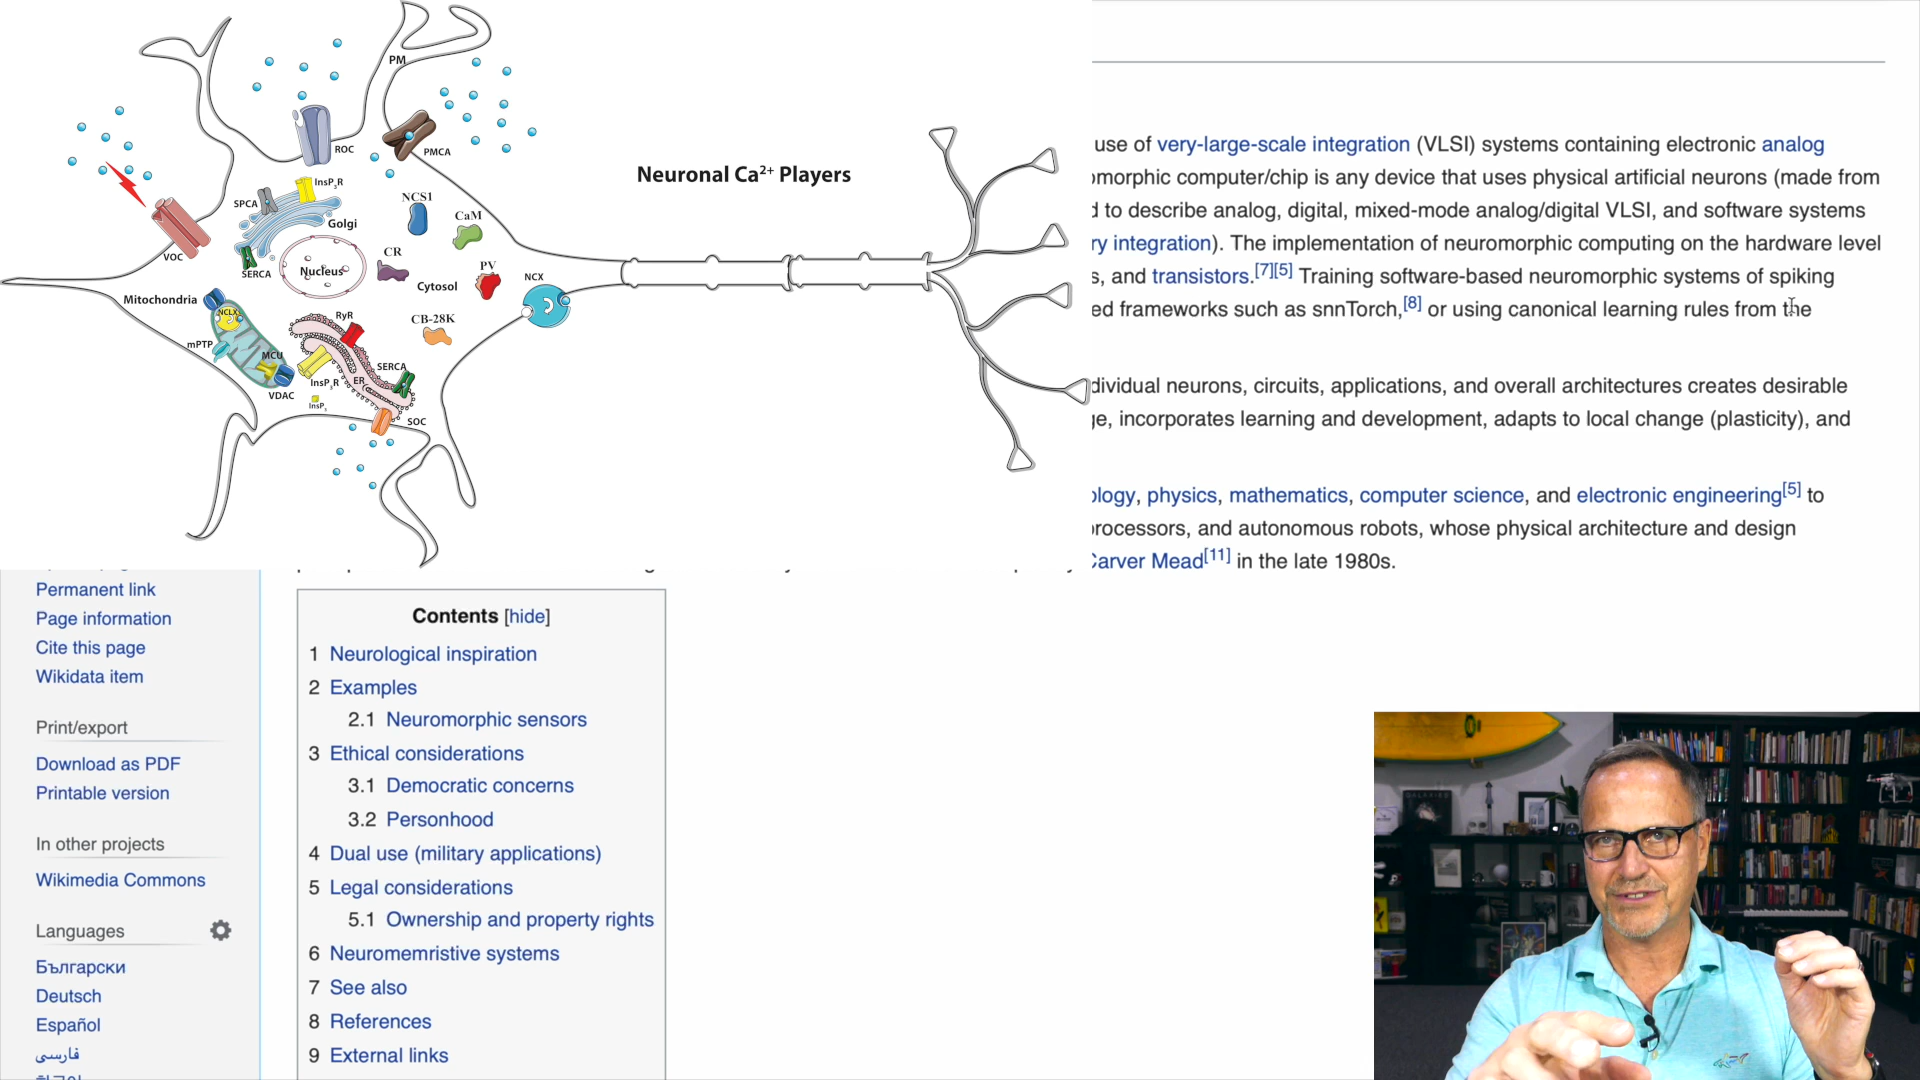 PM
ROC
PMCA
Neuronal Ca²⁺ Players
InsP₃R
SPCA
NCS1
CaM
Golgi
VOC
SERCA
Nucleus
CR
PV
NCX
Cytosol
Mitochondria
NCLX
RyR
CB-28K
mPTP
MCU
InsP₃R
ER
SERCA
VDAC
InsP₃
SOC
use of very-large-scale integration (VLSI) systems containing electronic analog
omorphic computer/chip is any device that uses physical artificial neurons (made from
d to describe analog, digital, mixed-mode analog/digital VLSI, and software systems
ry integration). The implementation of neuromorphic computing on the hardware level
s, and transistors.[7][5] Training software-based neuromorphic systems of spiking
ed frameworks such as snnTorch,[8] or using canonical learning rules from the
dividual neurons, circuits, applications, and overall architectures creates desirable
ge, incorporates learning and development, adapts to local change (plasticity), and
ology, physics, mathematics, computer science, and electronic engineering[5] to
processors, and autonomous robots, whose physical architecture and design
Carver Mead[11] in the late 1980s.
Permanent link
Page information
Cite this page
Wikidata item
Print/export
Download as PDF
Printable version
In other projects
Wikimedia Commons
Languages
Български
Deutsch
Español
فارسی
Contents [hide]
1 Neurological inspiration
2 Examples
2.1 Neuromorphic sensors
3 Ethical considerations
3.1 Democratic concerns
3.2 Personhood
4 Dual use (military applications)
5 Legal considerations
5.1 Ownership and property rights
6 Neuromemristive systems
7 See also
8 References
9 External links